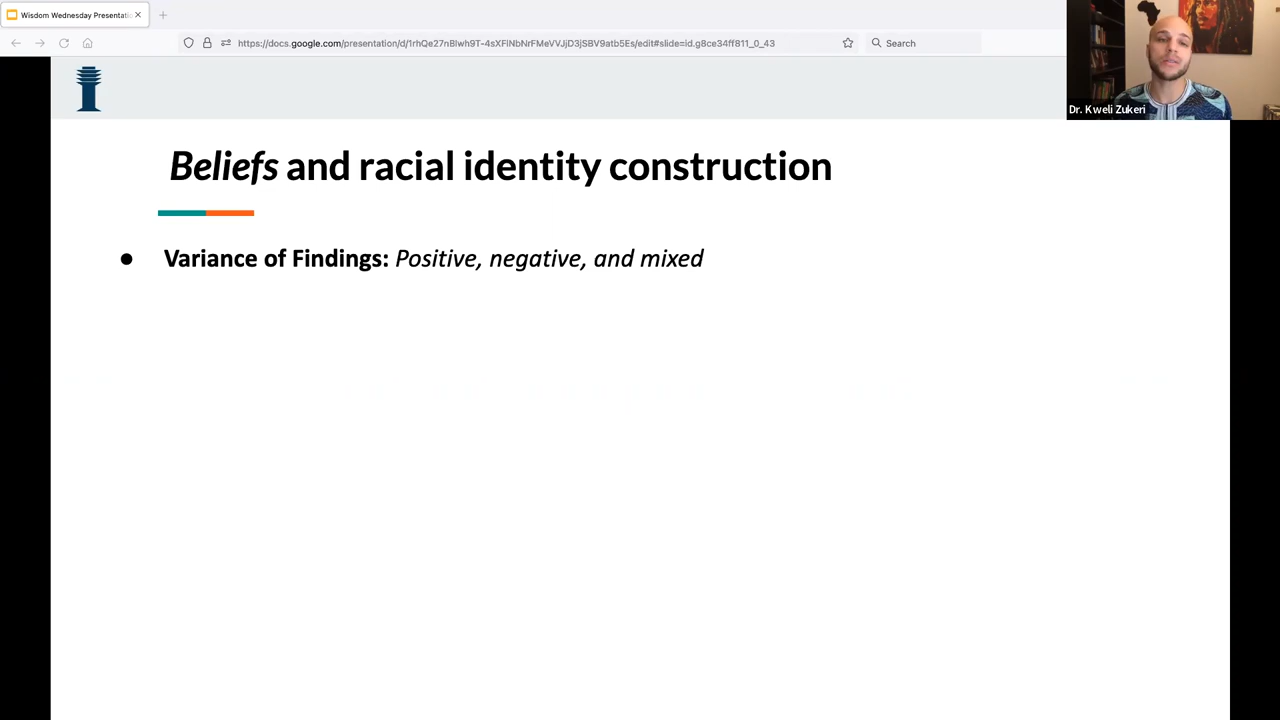 Wisdom Wednesday Presentati
https://docs.google.com/presentation/d/1rhQe27nBlwh9T-4sXFlNbNrFMeVVJjD3jSBV9atb5Es/edit#slide=id.g8ce34ff811_0_43
Search
Dr. Kweli Zukeri
Beliefs and racial identity construction
● Variance of Findings: Positive, negative, and mixed